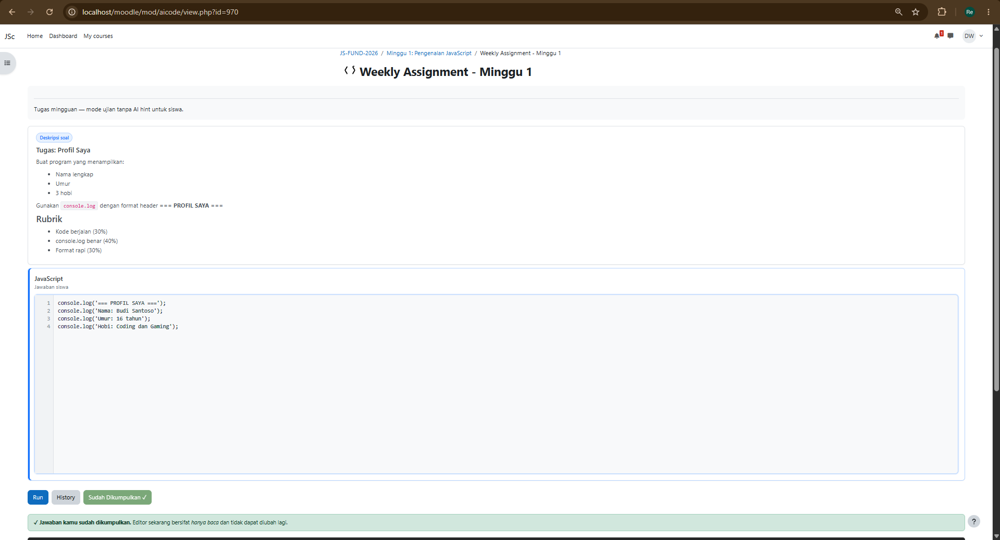 localhost/moodle/mod/aicode/view.php?id=970
Re
JSc Home Dashboard My courses
1
DW
JS-FUND-2026 / Minggu 1: Pengenalan JavaScript / Weekly Assignment - Minggu 1
Weekly Assignment - Minggu 1
Tugas mingguan — mode ujian tanpa AI hint untuk siswa.
Deskripsi soal
Tugas: Profil Saya
Buat program yang menampilkan:
• Nama lengkap
• Umur
• 3 hobi
Gunakan console.log dengan format header === PROFIL SAYA ===
Rubrik
• Kode berjalan (30%)
• console.log benar (40%)
• Format rapi (30%)
JavaScript
Jawaban siswa
1 console.log('=== PROFIL SAYA ===');
2 console.log('Nama: Budi Santoso');
3 console.log('Umur: 16 tahun');
4 console.log('Hobi: Coding dan Gaming');
Run History Sudah Dikumpulkan ✓
✓ Jawaban kamu sudah dikumpulkan. Editor sekarang bersifat hanya baca dan tidak dapat diubah lagi.
?